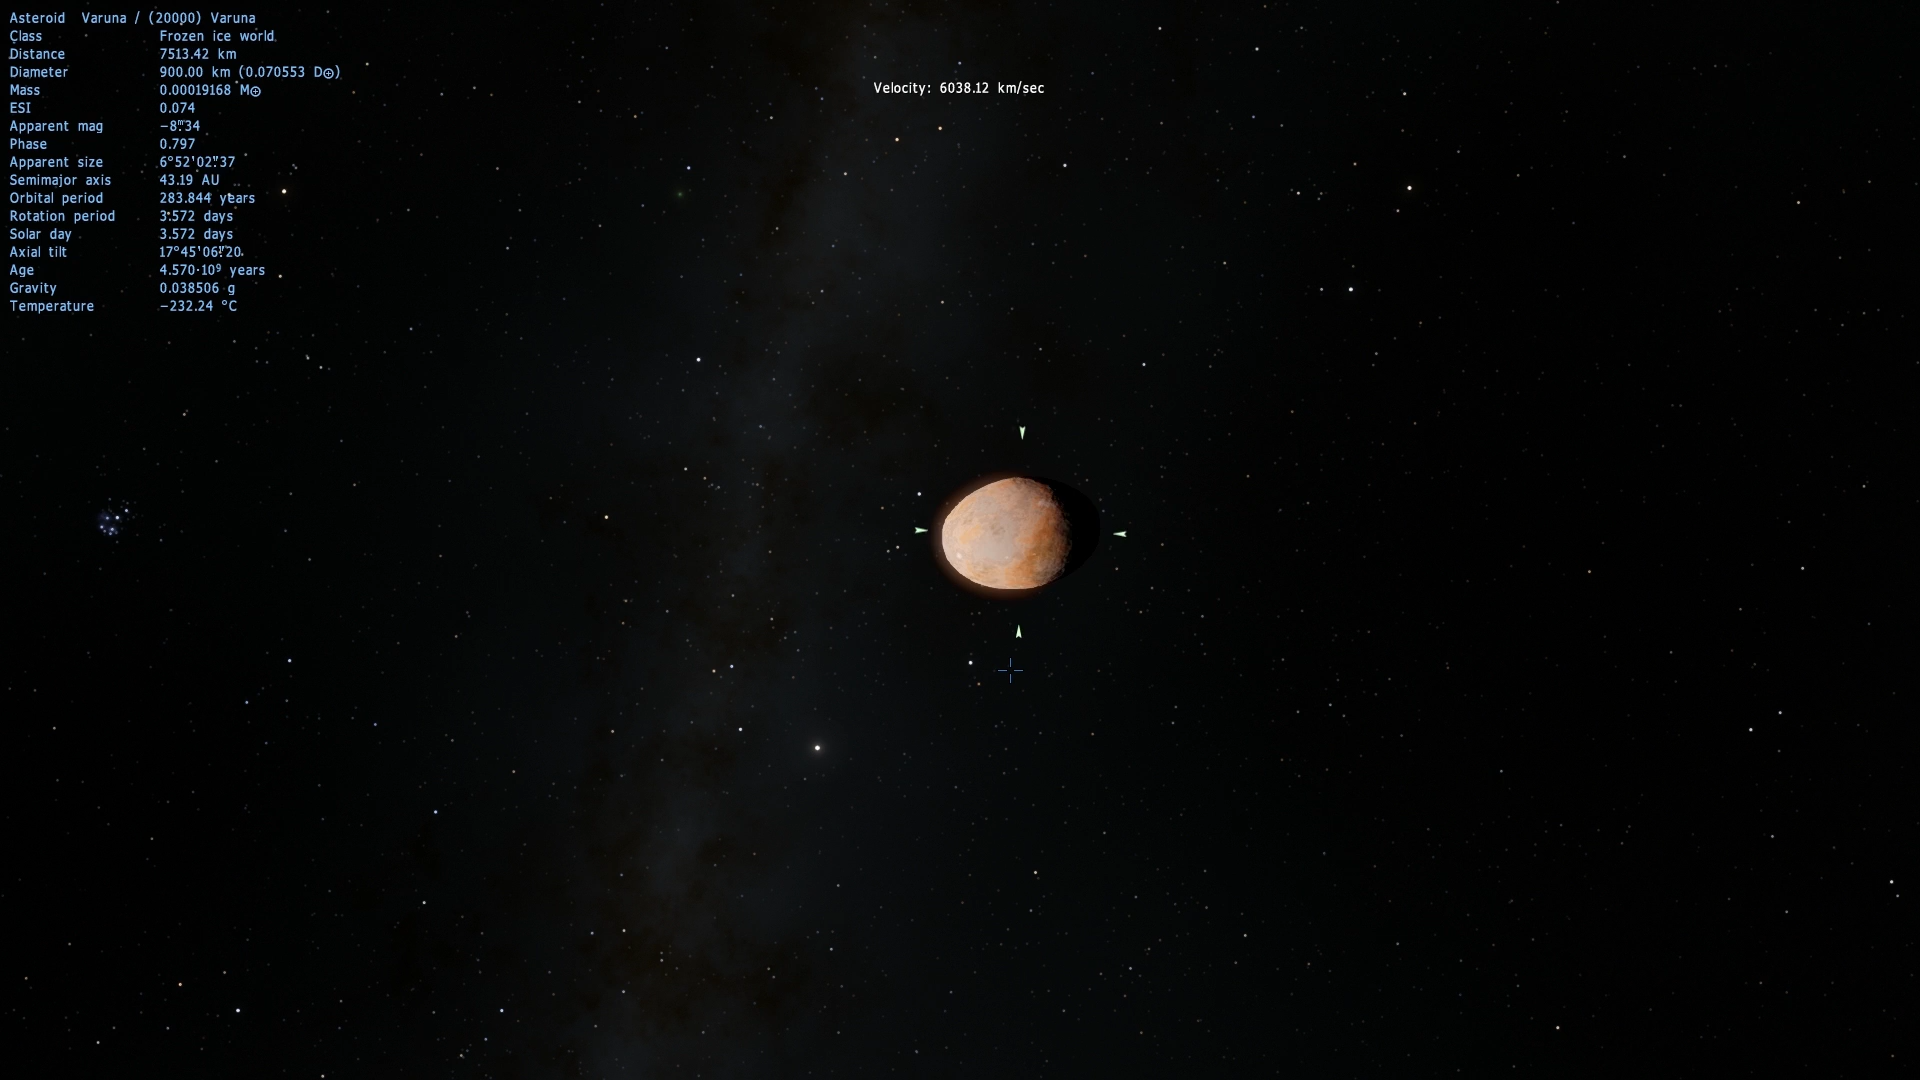 Asteroid Varuna / (20000) Varuna
Class Frozen ice world
Distance 7513.42 km
Diameter 900.00 km (0.070553 D⊕)
Mass 0.00019168 M⊕
ESI 0.074
Apparent mag −8ᵐ.34
Phase 0.797
Apparent size 6°52'02".37
Semimajor axis 43.19 AU
Orbital period 283.844 years
Rotation period 3.572 days
Solar day 3.572 days
Axial tilt 17°45'06".20
Age 4.570·10⁹ years
Gravity 0.038506 g
Temperature −232.24 °C
Velocity: 6038.12 km/sec